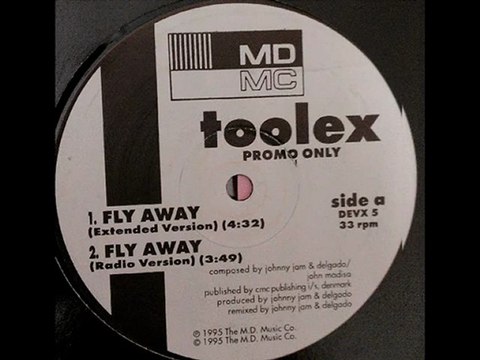 MD
MC
toolex
PROMO ONLY
side a
DEVX 5
33 rpm
1. FLY AWAY
(Extended Version) (4:32)
2. FLY AWAY
(Radio Version) (3:49)
composed by johnny jam & delgado/
john madisa
published by cmc publishing i/s, denmark
produced by johnny jam & delgado
remixed by johnny jam & delgado
℗ 1995 The M.D. Music Co.
© 1995 The M.D. Music Co.